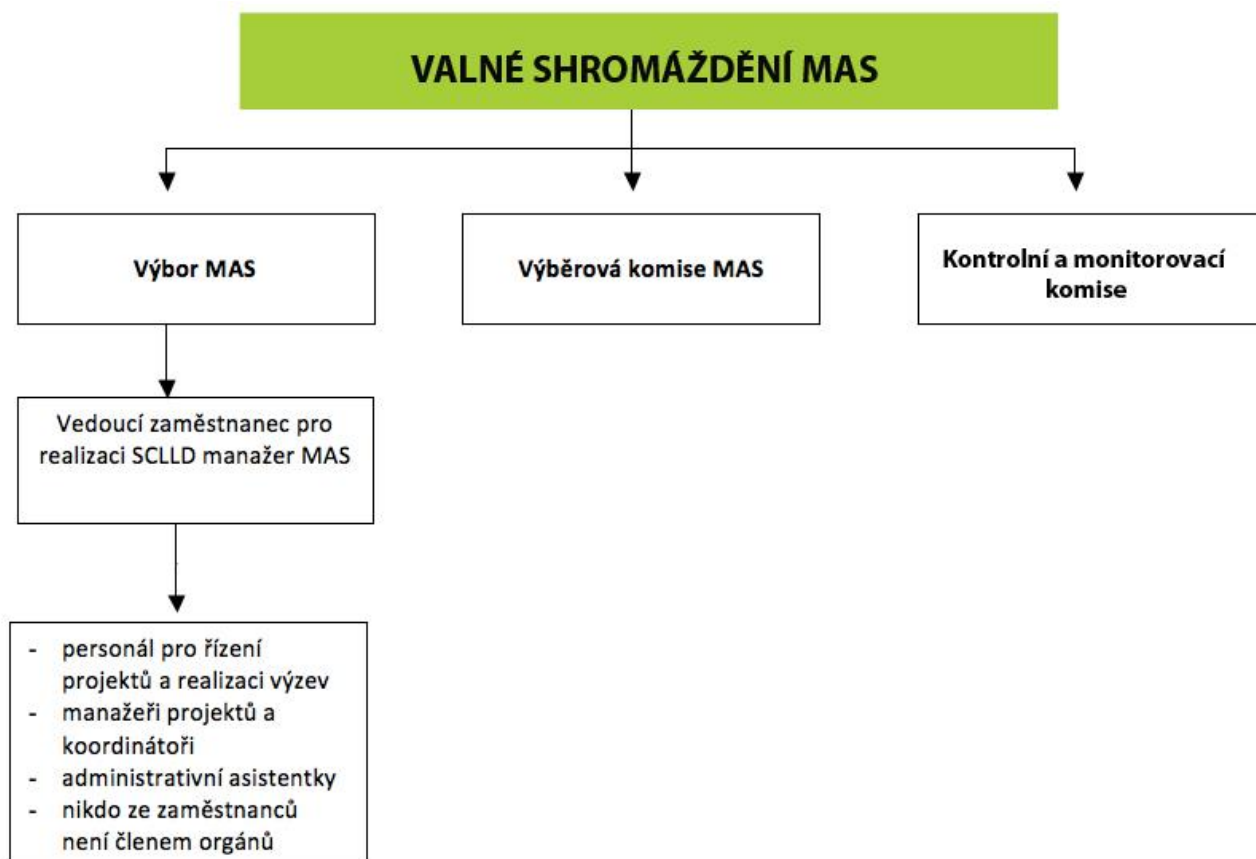 VALNÉ SHROMÁŽDĚNÍ MAS
Výbor MAS
Výběrová komise MAS
Kontrolní a monitorovací
komise
Vedoucí zaměstnanec pro
realizaci SCLLD manažer MAS
- personál pro řízení
projektů a realizaci výzev
- manažeři projektů a
koordinátoři
- administrativní asistentky
- nikdo ze zaměstnanců
není členem orgánů